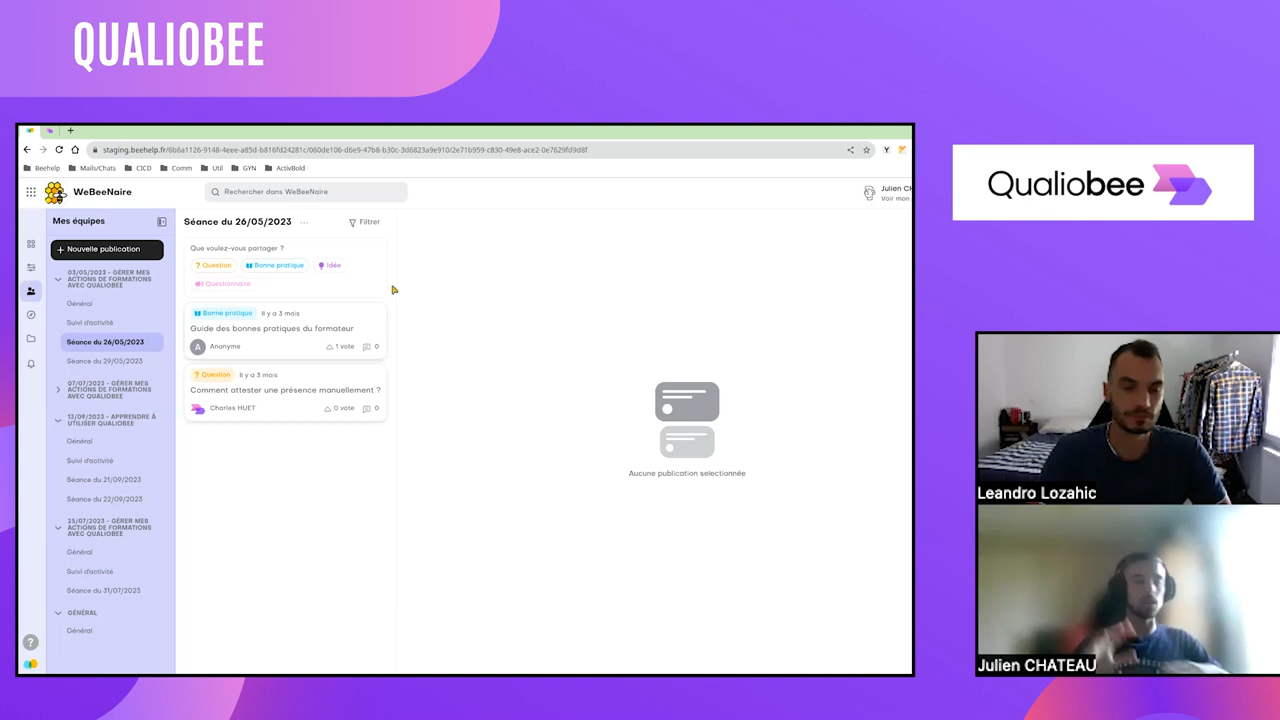 QUALIOBEE
staging.beehelp.fr/6b6a1126-9148-4eee-a85d-b816fd24281c/060de106-d6e9-47b8-b30c-3d6823a9e910/2e71b959-c830-49e8-ace2-0e7629fd9d8f
Beehelp
Mails/Chats
CICD
Comm
Util
GYN
ActivBold
WeBeeNaire
Rechercher dans WeBeeNaire
Julien CH
Voir mon
Mes équipes
+ Nouvelle publication
03/05/2023 - GÉRER MES
ACTIONS DE FORMATIONS
AVEC QUALIOBEE
Général
Suivi d'activité
Séance du 26/05/2023
Séance du 29/05/2023
07/07/2023 - GÉRER MES
ACTIONS DE FORMATIONS
AVEC QUALIOBEE
13/09/2023 - APPRENDRE À
UTILISER QUALIOBEE
Général
Suivi d'activité
Séance du 21/09/2023
Séance du 22/09/2023
25/07/2023 - GÉRER MES
ACTIONS DE FORMATIONS
AVEC QUALIOBEE
Général
Suivi d'activité
Séance du 31/07/2023
GÉNÉRAL
Général
?
Séance du 26/05/2023 ...
Filtrer
Que voulez-vous partager ?
? Question
Bonne pratique
Idée
Questionnaire
Bonne pratique Il y a 3 mois
Guide des bonnes pratiques du formateur
A Anonyme 1 vote 0
? Question Il y a 3 mois
Comment attester une présence manuellement ?
Charles HUET 0 vote 0
Aucune publication selectionnée
Qualiobee
Leandro Lozahic
Julien CHATEAU